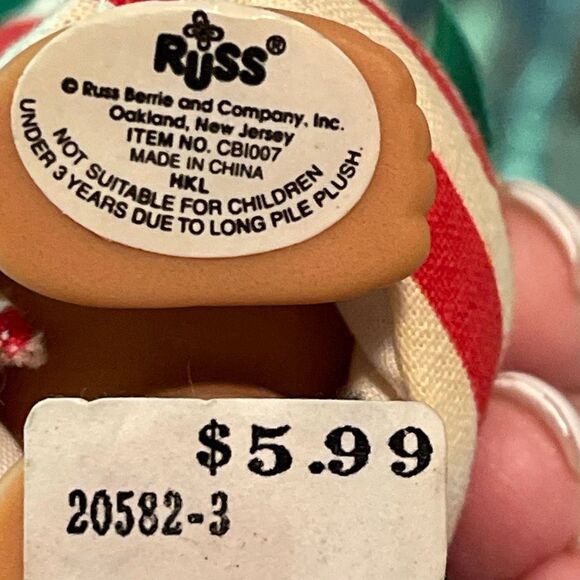 RUSS®
© Russ Berrie and Company, Inc.
Oakland, New Jersey
ITEM NO. CBI007
MADE IN CHINA
HKL
NOT SUITABLE FOR CHILDREN
UNDER 3 YEARS DUE TO LONG PILE PLUSH.
$5.99
20582-3